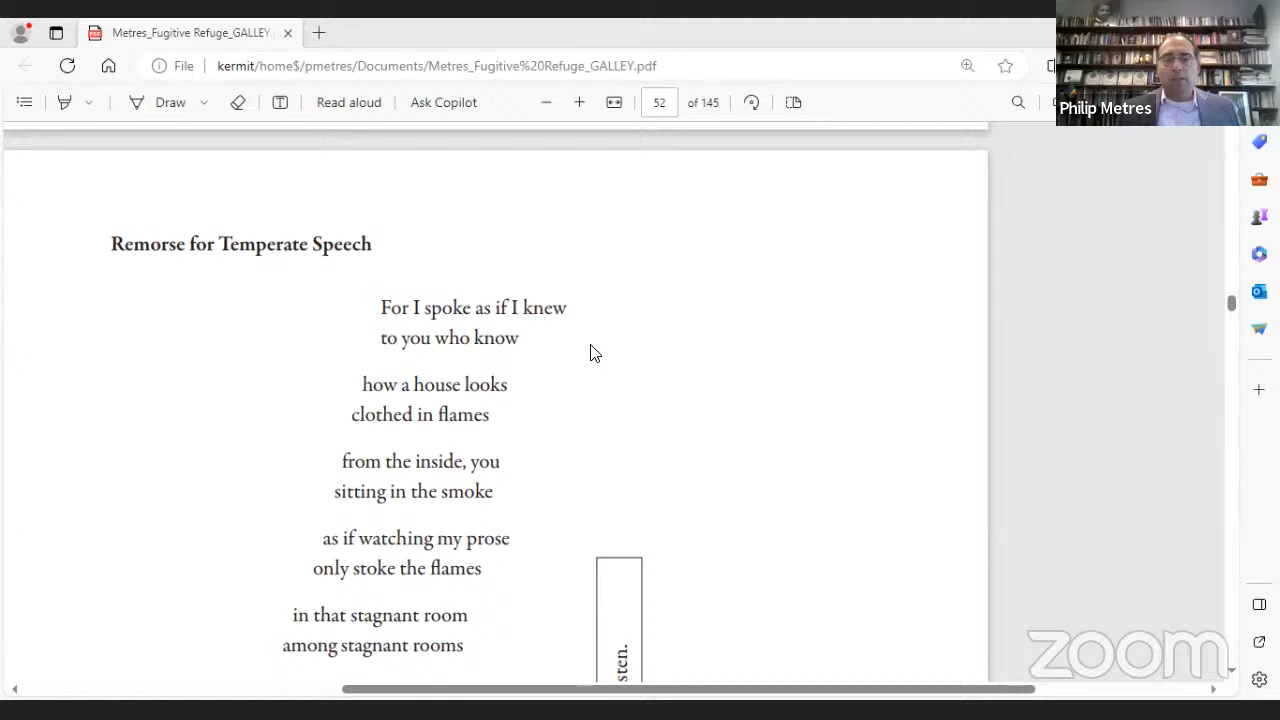 Metres_Fugitive Refuge_GALLEY
File
kermit/home$/pmetres/Documents/Metres_Fugitive%20Refuge_GALLEY.pdf
Draw
Read aloud
Ask Copilot
52
of 145
Philip Metres
Remorse for Temperate Speech
For I spoke as if I knew
to you who know
how a house looks
clothed in flames
from the inside, you
sitting in the smoke
as if watching my prose
only stoke the flames
in that stagnant room
among stagnant rooms
sten.
zoom